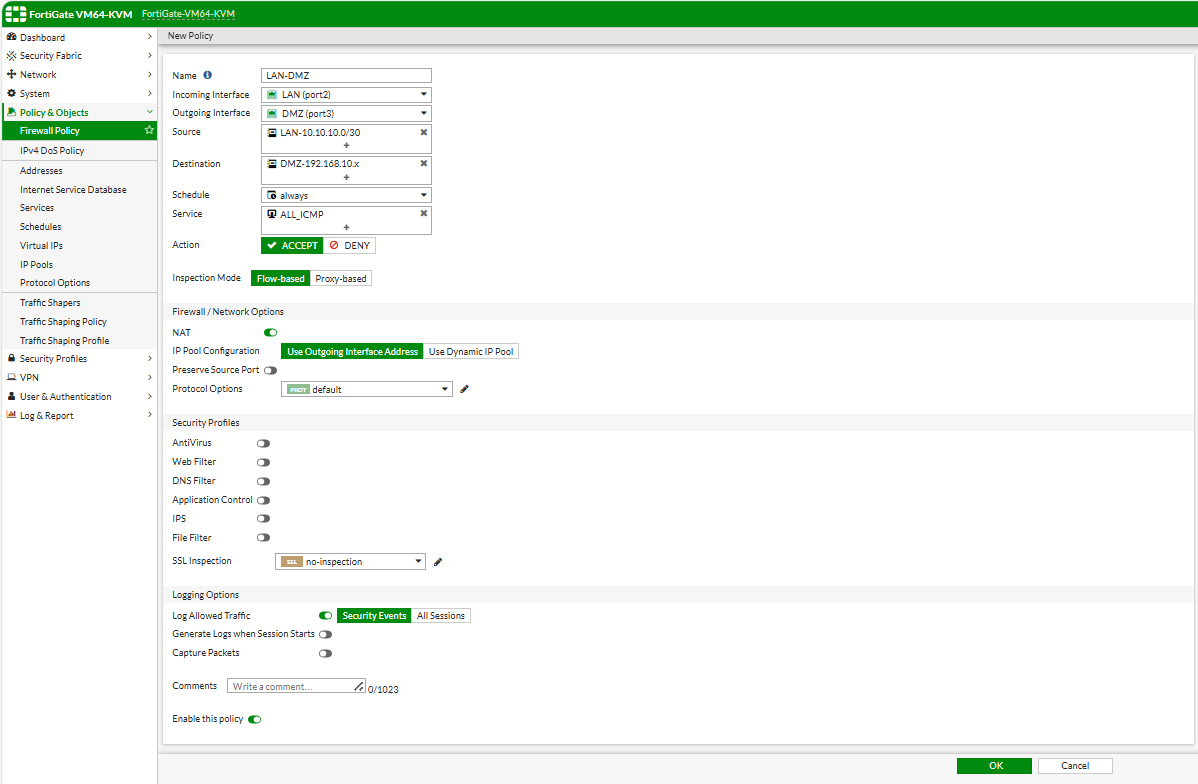 FortiGate VM64-KVM FortiGate-VM64-KVM
Dashboard
Security Fabric
Network
System
Policy & Objects
Firewall Policy
IPv4 DoS Policy
Addresses
Internet Service Database
Services
Schedules
Virtual IPs
IP Pools
Protocol Options
Traffic Shapers
Traffic Shaping Policy
Traffic Shaping Profile
Security Profiles
VPN
User & Authentication
Log & Report
New Policy
Name LAN-DMZ
Incoming Interface LAN (port2)
Outgoing Interface DMZ (port3)
Source LAN-10.10.10.0/30
+
Destination DMZ-192.168.10.x
+
Schedule always
Service ALL_ICMP
+
Action ACCEPT DENY
Inspection Mode Flow-based Proxy-based
Firewall / Network Options
NAT
IP Pool Configuration Use Outgoing Interface Address Use Dynamic IP Pool
Preserve Source Port
Protocol Options PROT default
Security Profiles
AntiVirus
Web Filter
DNS Filter
Application Control
IPS
File Filter
SSL Inspection SSL no-inspection
Logging Options
Log Allowed Traffic Security Events All Sessions
Generate Logs when Session Starts
Capture Packets
Comments Write a comment... 0/1023
Enable this policy
OK Cancel